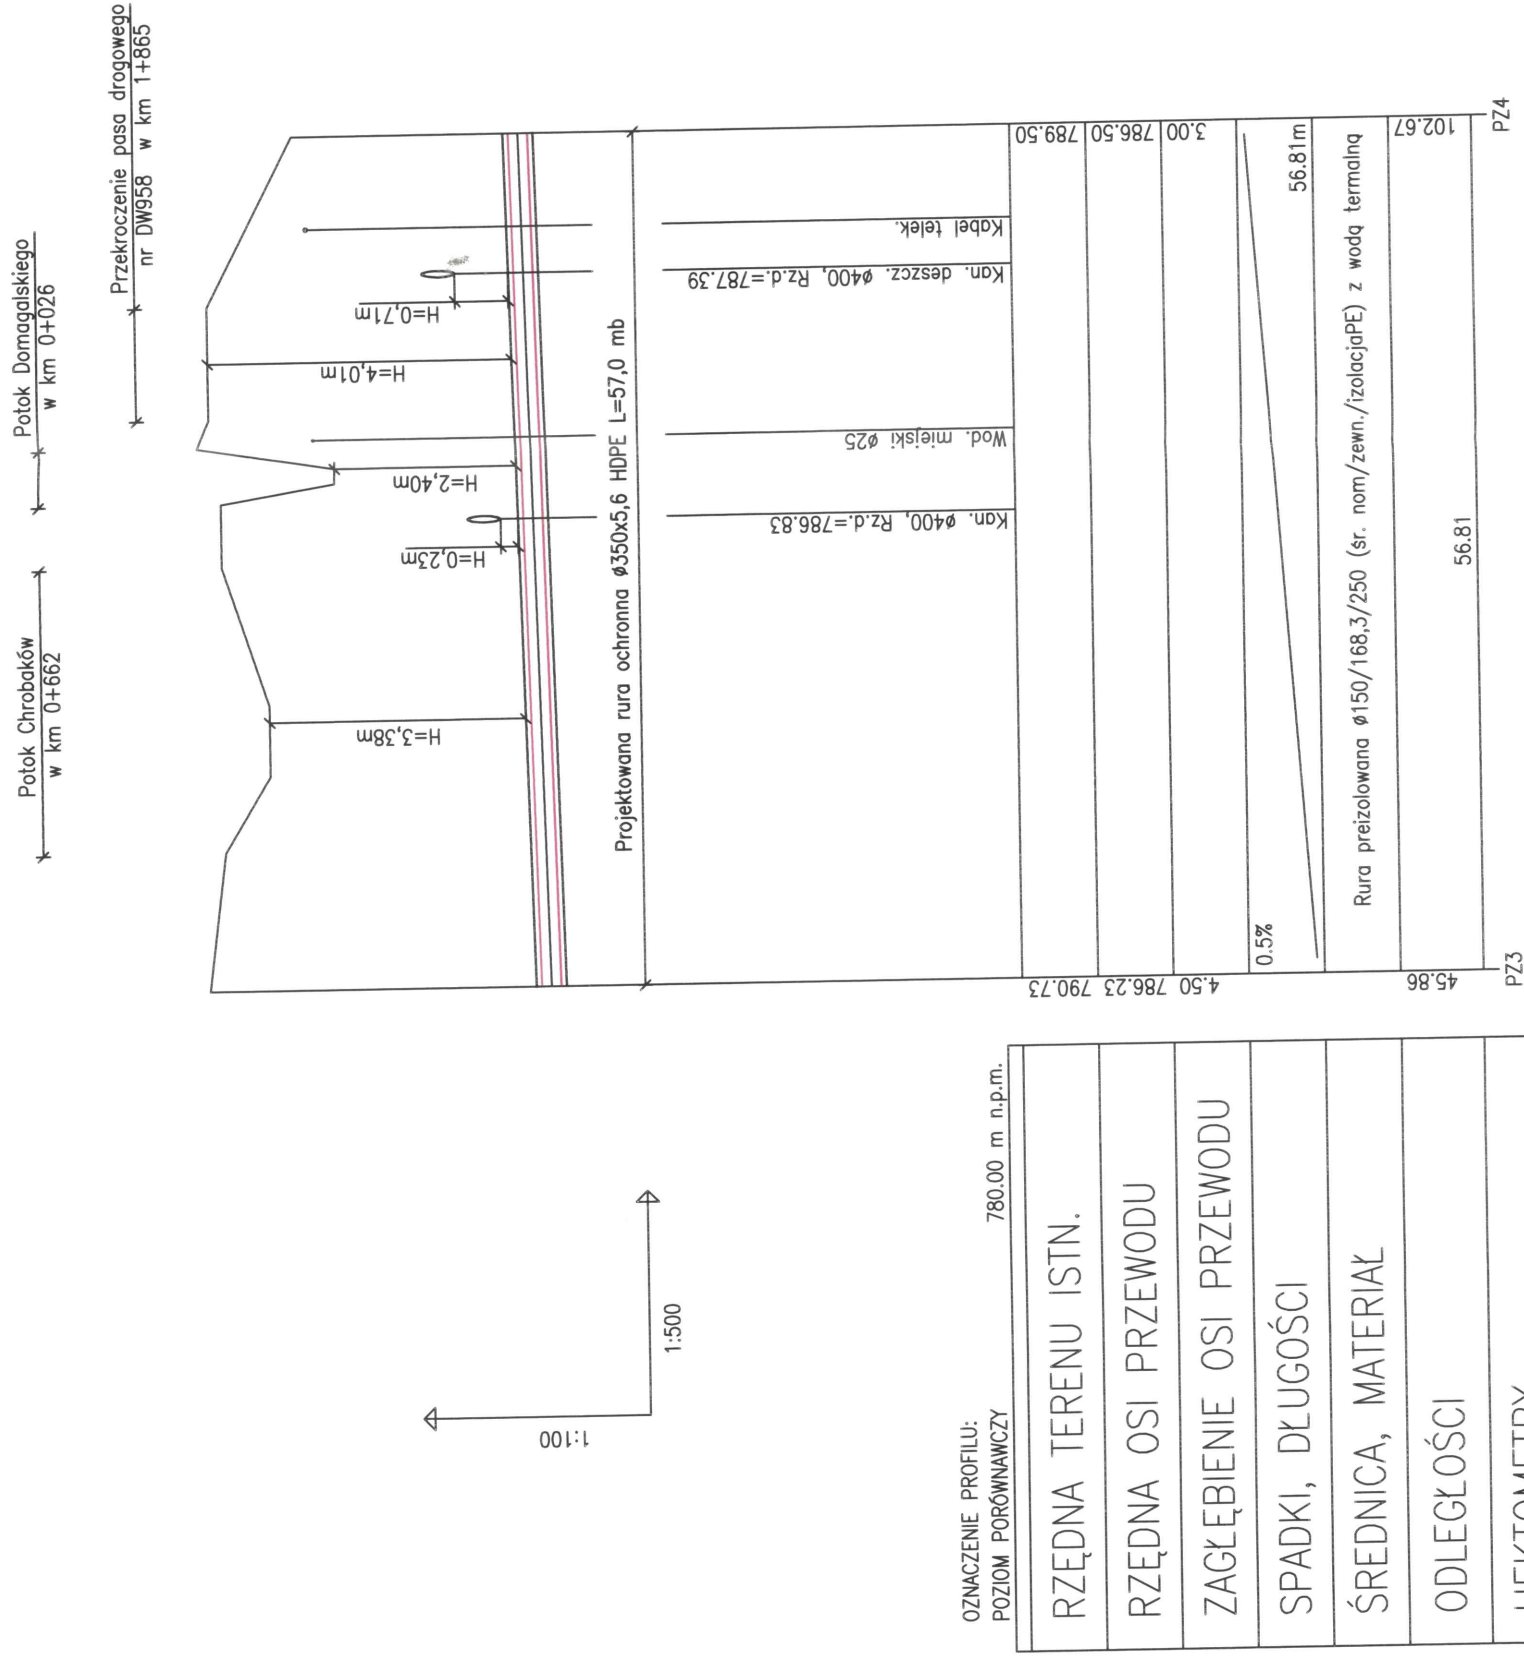 Potok Chrobaków
w km 0+662
Potok Domagalskiego
w km 0+026
Przekroczenie pasa drogowego
nr DW958 w km 1+865
H=3,38m
H=0,23m
H=2,40m
H=4,01m
H=0,71m
Projektowana rura ochronna ø350x5,6 HDPE L=57,0 mb
Kan. ø400, Rz.d.=786.83
Wod. miejski ø25
Kan. deszcz. ø400, Rz.d.=787.39
Kabel telek.
1:100
1:500
OZNACZENIE PROFILU:
POZIOM PORÓWNAWCZY 780.00 m n.p.m.
RZĘDNA TERENU ISTN. 790.73 789.50
RZĘDNA OSI PRZEWODU 786.23 786.50
ZAGŁĘBIENIE OSI PRZEWODU 4.50 3.00
SPADKI, DŁUGOŚCI 0.5% 56.81m
ŚREDNICA, MATERIAŁ Rura preizolowana ø150/168,3/250 (śr. nom/zewn./izolacjaPE) z wodą termalną
ODLEGŁOŚCI 45.86 56.81 102.67
HEKTOMETRY PZ3 PZ4